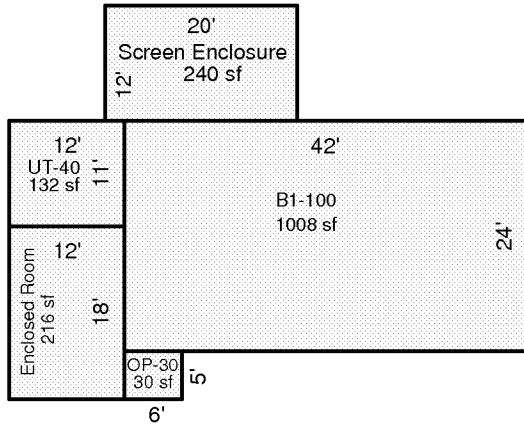 20'
Screen Enclosure
240 sf
12'
12'
UT-40
132 sf
11'
42'
B1-100
1008 sf
24'
12'
Enclosed Room
216 sf
18'
OP-30
30 sf
5'
6'